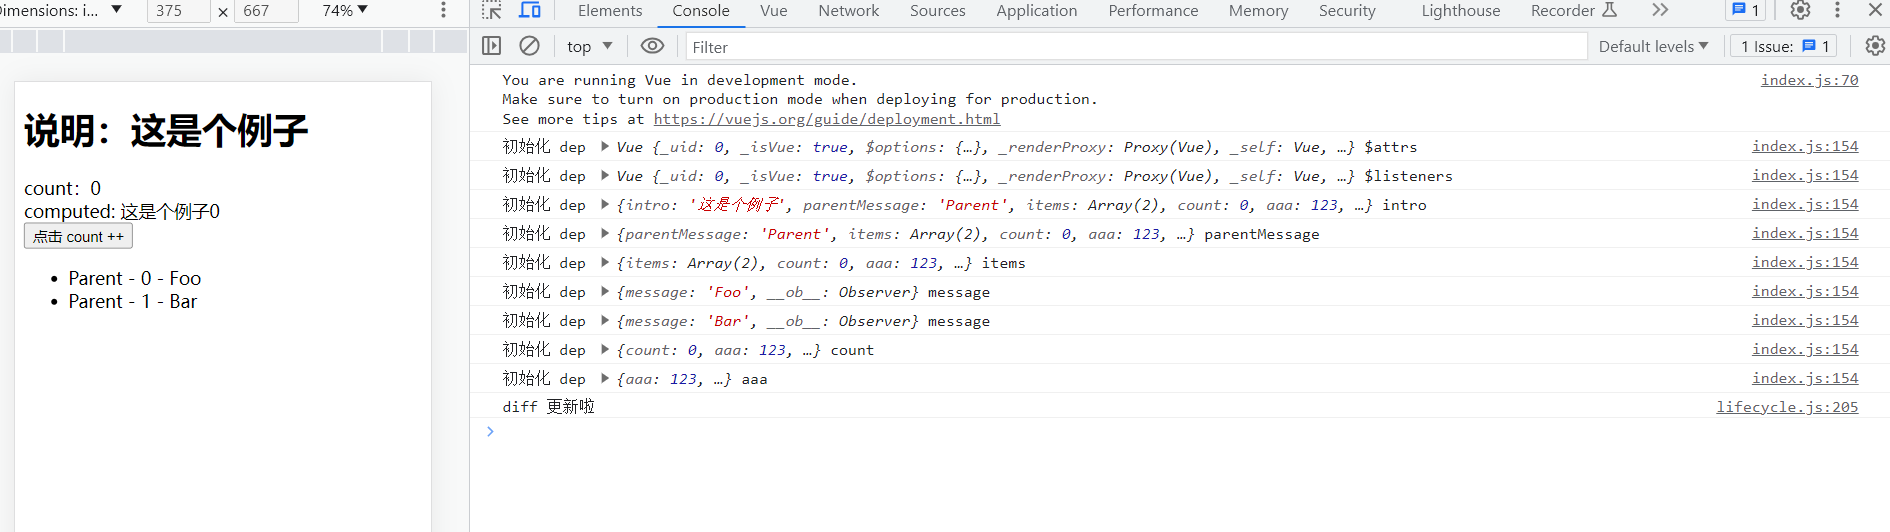 Dimensions: i... ▼ 375 × 667 74% ▼
Elements Console Vue Network Sources Application Performance Memory Security Lighthouse Recorder 1
top ▼ Filter Default levels ▼ 1 Issue: 1
说明：这是个例子
count：0
computed: 这是个例子0
点击 count ++
• Parent - 0 - Foo
• Parent - 1 - Bar
You are running Vue in development mode. index.js:70
Make sure to turn on production mode when deploying for production.
See more tips at https://vuejs.org/guide/deployment.html
初始化 dep ▶ Vue {_uid: 0, _isVue: true, $options: {…}, _renderProxy: Proxy(Vue), _self: Vue, …} $attrs index.js:154
初始化 dep ▶ Vue {_uid: 0, _isVue: true, $options: {…}, _renderProxy: Proxy(Vue), _self: Vue, …} $listeners index.js:154
初始化 dep ▶ {intro: '这是个例子', parentMessage: 'Parent', items: Array(2), count: 0, aaa: 123, …} intro index.js:154
初始化 dep ▶ {parentMessage: 'Parent', items: Array(2), count: 0, aaa: 123, …} parentMessage index.js:154
初始化 dep ▶ {items: Array(2), count: 0, aaa: 123, …} items index.js:154
初始化 dep ▶ {message: 'Foo', __ob__: Observer} message index.js:154
初始化 dep ▶ {message: 'Bar', __ob__: Observer} message index.js:154
初始化 dep ▶ {count: 0, aaa: 123, …} count index.js:154
初始化 dep ▶ {aaa: 123, …} aaa index.js:154
diff 更新啦 lifecycle.js:205